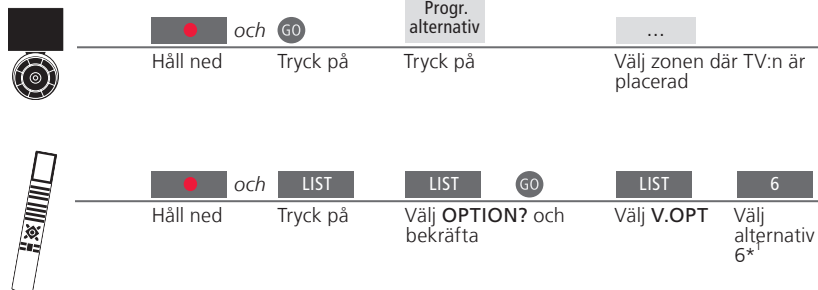 Progr.
alternativ
och GO
…
Håll ned
Tryck på
Tryck på
Välj zonen där TV:n är
placerad
och LIST
LIST
GO
LIST
6
Håll ned
Tryck på
Välj OPTION? och
bekräfta
Välj V.OPT
Välj
alternativ
6*1